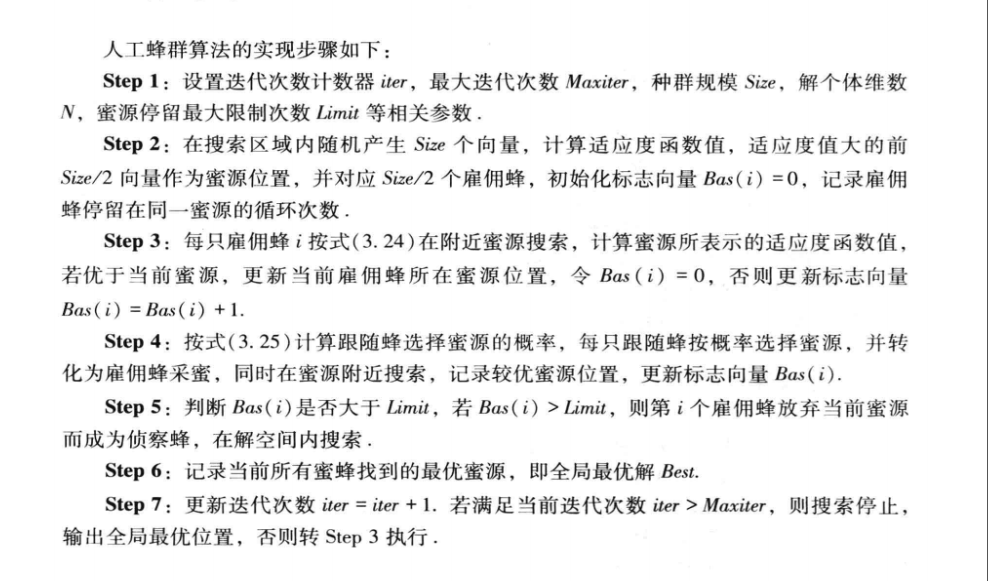 人工蜂群算法的实现步骤如下：
Step 1：设置迭代次数计数器 iter，最大迭代次数 Maxiter，种群规模 Size，解个体维数
N，蜜源停留最大限制次数 Limit 等相关参数．
Step 2：在搜索区域内随机产生 Size 个向量，计算适应度函数值，适应度值大的前
Size/2 向量作为蜜源位置，并对应 Size/2 个雇佣蜂，初始化标志向量 Bas(i) =0，记录雇佣
蜂停留在同一蜜源的循环次数．
Step 3：每只雇佣蜂 i 按式(3.24)在附近蜜源搜索，计算蜜源所表示的适应度函数值，
若优于当前蜜源，更新当前雇佣蜂所在蜜源位置，令 Bas(i) =0，否则更新标志向量
Bas(i) =Bas(i) +1.
Step 4：按式(3.25)计算跟随蜂选择蜜源的概率，每只跟随蜂按概率选择蜜源，并转
化为雇佣蜂采蜜，同时在蜜源附近搜索，记录较优蜜源位置，更新标志向量 Bas(i).
Step 5：判断 Bas(i)是否大于 Limit，若 Bas(i) >Limit，则第 i 个雇佣蜂放弃当前蜜源
而成为侦察蜂，在解空间内搜索．
Step 6：记录当前所有蜜蜂找到的最优蜜源，即全局最优解 Best.
Step 7：更新迭代次数 iter = iter + 1. 若满足当前迭代次数 iter > Maxiter，则搜索停止，
输出全局最优位置，否则转 Step 3 执行．